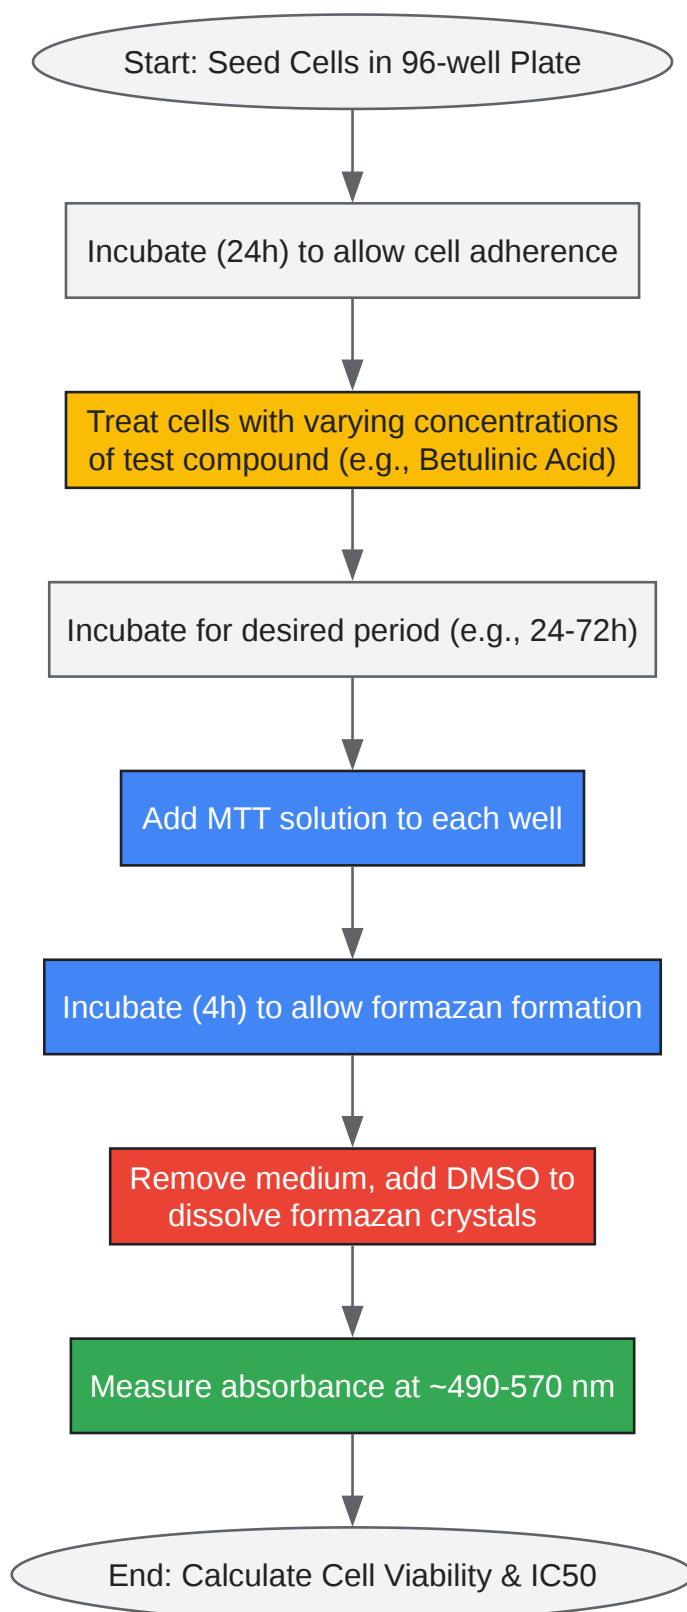 Start: Seed Cells in 96-well Plate
Incubate (24h) to allow cell adherence
Treat cells with varying concentrations
of test compound (e.g., Betulinic Acid)
Incubate for desired period (e.g., 24-72h)
Add MTT solution to each well
Incubate (4h) to allow formazan formation
Remove medium, add DMSO to
dissolve formazan crystals
Measure absorbance at ~490-570 nm
End: Calculate Cell Viability & IC50